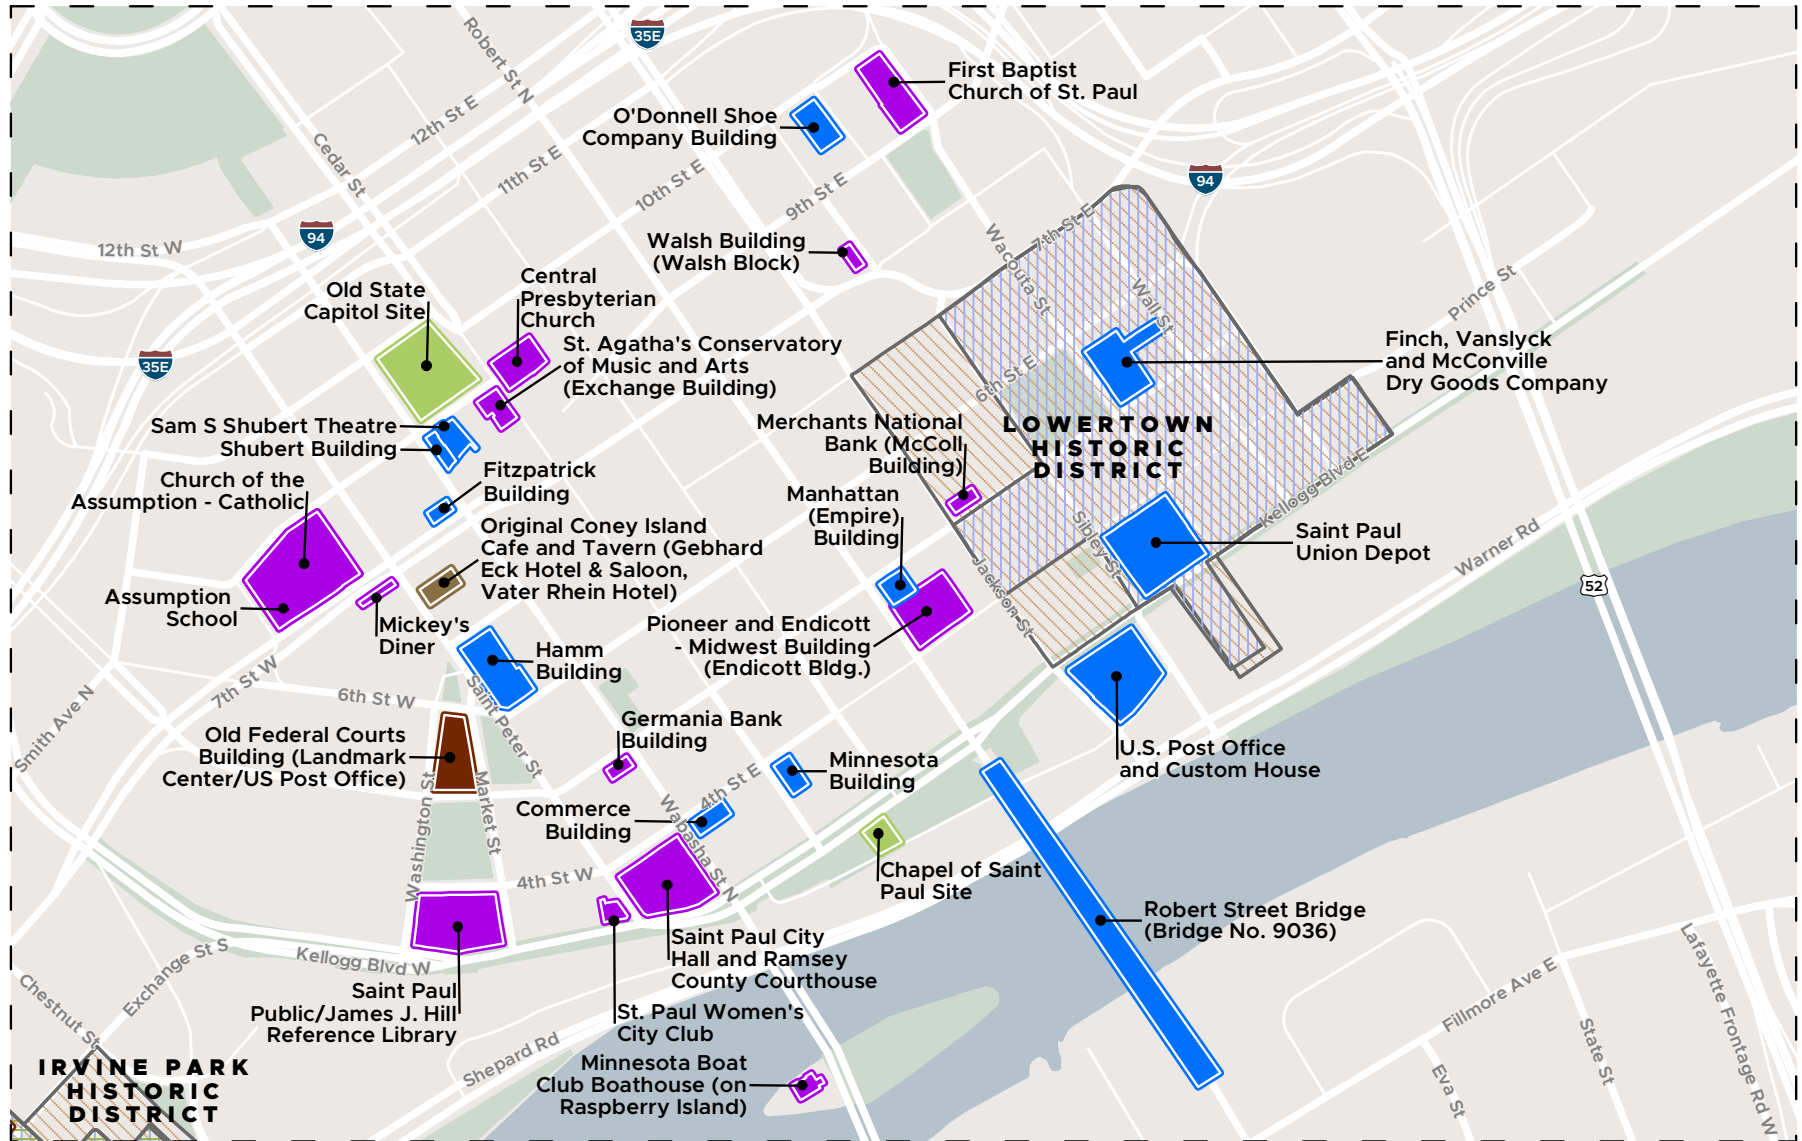 35E
Robert St N
First Baptist
Church of St. Paul
O'Donnell Shoe
Company Building
12th St E
Cedar St
11th St E
10th St E
9th St E
94
12th St W
94
Walsh Building
(Walsh Block)
7th St E
Wacouta St
Wall St
Prince St
Old State
Capitol Site
Central
Presbyterian
Church
St. Agatha's Conservatory
of Music and Arts
(Exchange Building)
35E
Finch, Vanslyck
and McConville
Dry Goods Company
6th St E
Sam S Shubert Theatre
Shubert Building
Merchants National
Bank (McColl
Building)
LOWERTOWN
HISTORIC
DISTRICT
Church of the
Assumption - Catholic
Fitzpatrick
Building
Manhattan
(Empire)
Building
Kellogg Blvd E
Original Coney Island
Cafe and Tavern (Gebhard
Eck Hotel & Saloon,
Vater Rhein Hotel)
Sibley St
Saint Paul
Union Depot
Warner Rd
52
Assumption
School
Mickey's
Diner
Jackson St
Pioneer and Endicott
- Midwest Building
(Endicott Bldg.)
Hamm
Building
7th St W
6th St W
Saint Peter St
Smith Ave N
Old Federal Courts
Building (Landmark
Center/US Post Office)
Germania Bank
Building
Minnesota
Building
U.S. Post Office
and Custom House
4th St E
Washington St
Market St
Commerce
Building
Wabasha St N
4th St W
Chapel of Saint
Paul Site
Robert Street Bridge
(Bridge No. 9036)
Exchange St S
Kellogg Blvd W
Saint Paul City
Hall and Ramsey
County Courthouse
Saint Paul
Public/James J. Hill
Reference Library
St. Paul Women's
City Club
Chestnut St
Shepard Rd
Fillmore Ave E
Lafayette Frontage Rd W
State St
Eva St
Minnesota Boat
Club Boathouse (on
Raspberry Island)
IRVINE PARK
HISTORIC
DISTRICT